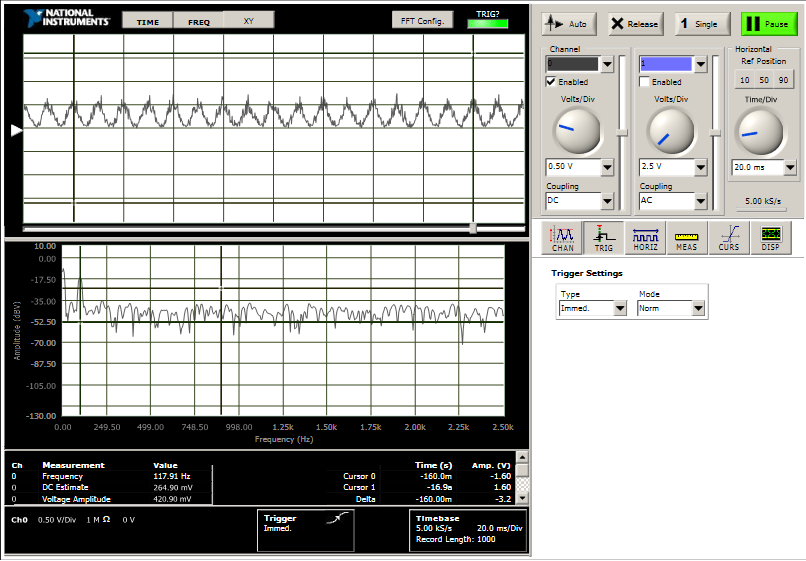 NATIONAL INSTRUMENTS™
TIME FREQ XY FFT Config. TRIG?
Auto Release 1 Single Pause
Channel
0 1
Enabled Enabled
Volts/Div Volts/Div
0.50 V 2.5 V
Coupling Coupling
DC AC
Horizontal
Ref Position
10 50 90
Time/Div
20.0 ms
5.00 kS/s
CHAN TRIG HORIZ MEAS CURS DISP
Trigger Settings
Type Mode
Immed. Norm
10.00
0.00
-17.50
-35.00
-52.50
-70.00
-87.50
-105.00
-130.00
Amplitude (dBV)
0.00 249.50 499.00 748.50 998.00 1.25k 1.50k 1.75k 2.00k 2.25k 2.50k
Frequency (Hz)
Ch Measurement Value Time (s) Amp. (V)
0 Frequency 117.91 Hz Cursor 0 -160.0m -1.60
0 DC Estimate 264.90 mV Cursor 1 -16.9a 1.60
0 Voltage Amplitude 420.90 mV Delta -160.00m -3.2
Ch0 0.50 V/Div 1 M Ω 0 V
Trigger
Immed.
Timebase
5.00 kS/s 20.0 ms/Div
Record Length: 1000